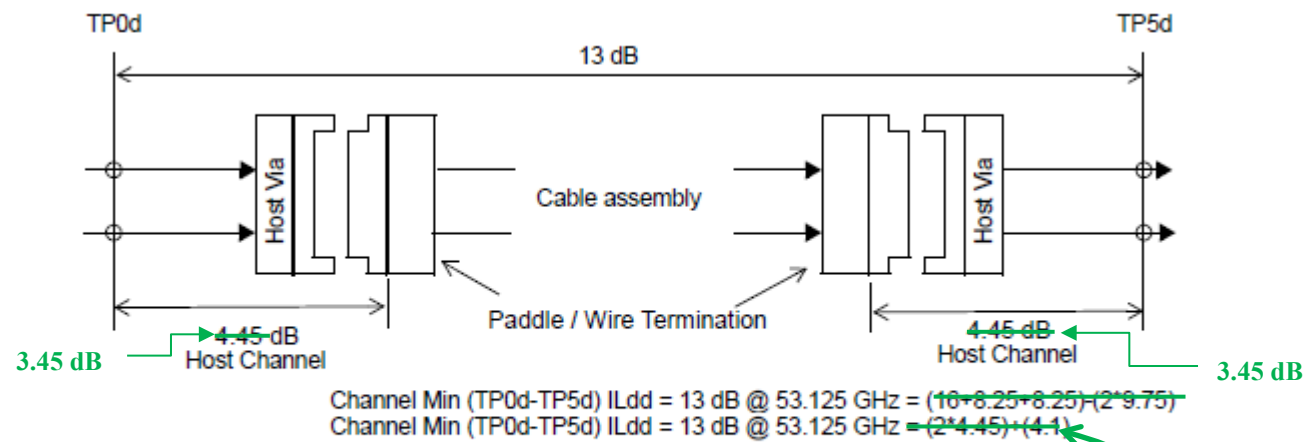 TP0d
TP5d
13 dB
Host Via
Cable assembly
Host Via
Paddle / Wire Termination
4.45 dB
Host Channel
3.45 dB
4.45 dB
Host Channel
3.45 dB
Channel Min (TP0d-TP5d) ILdd = 13 dB @ 53.125 GHz = (16+8.25+8.25)-(2*9.75)
Channel Min (TP0d-TP5d) ILdd = 13 dB @ 53.125 GHz = (2*4.45)+(4.1)